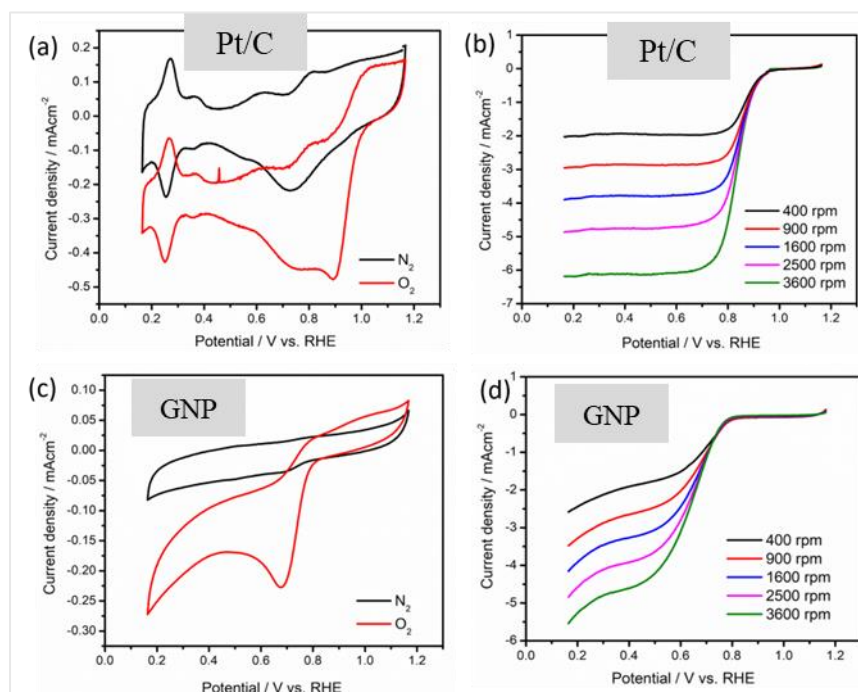 (a)
Pt/C
0.2
0.1
0.0
-0.1
-0.2
-0.3
-0.4
-0.5
Current density / mAcm⁻²
N₂
O₂
0.0 0.2 0.4 0.6 0.8 1.0 1.2
Potential / V vs. RHE
(b)
Pt/C
1
0
-1
-2
-3
-4
-5
-6
-7
Current density / mAcm⁻²
400 rpm
900 rpm
1600 rpm
2500 rpm
3600 rpm
0.0 0.2 0.4 0.6 0.8 1.0 1.2
Potential / V vs. RHE
(c)
GNP
0.10
0.05
0.00
-0.05
-0.10
-0.15
-0.20
-0.25
-0.30
Current density / mAcm⁻²
N₂
O₂
0.0 0.2 0.4 0.6 0.8 1.0 1.2
Potential / V vs. RHE
(d)
GNP
1
0
-1
-2
-3
-4
-5
-6
Current density / mAcm⁻²
400 rpm
900 rpm
1600 rpm
2500 rpm
3600 rpm
0.0 0.2 0.4 0.6 0.8 1.0 1.2
Potential / V vs. RHE